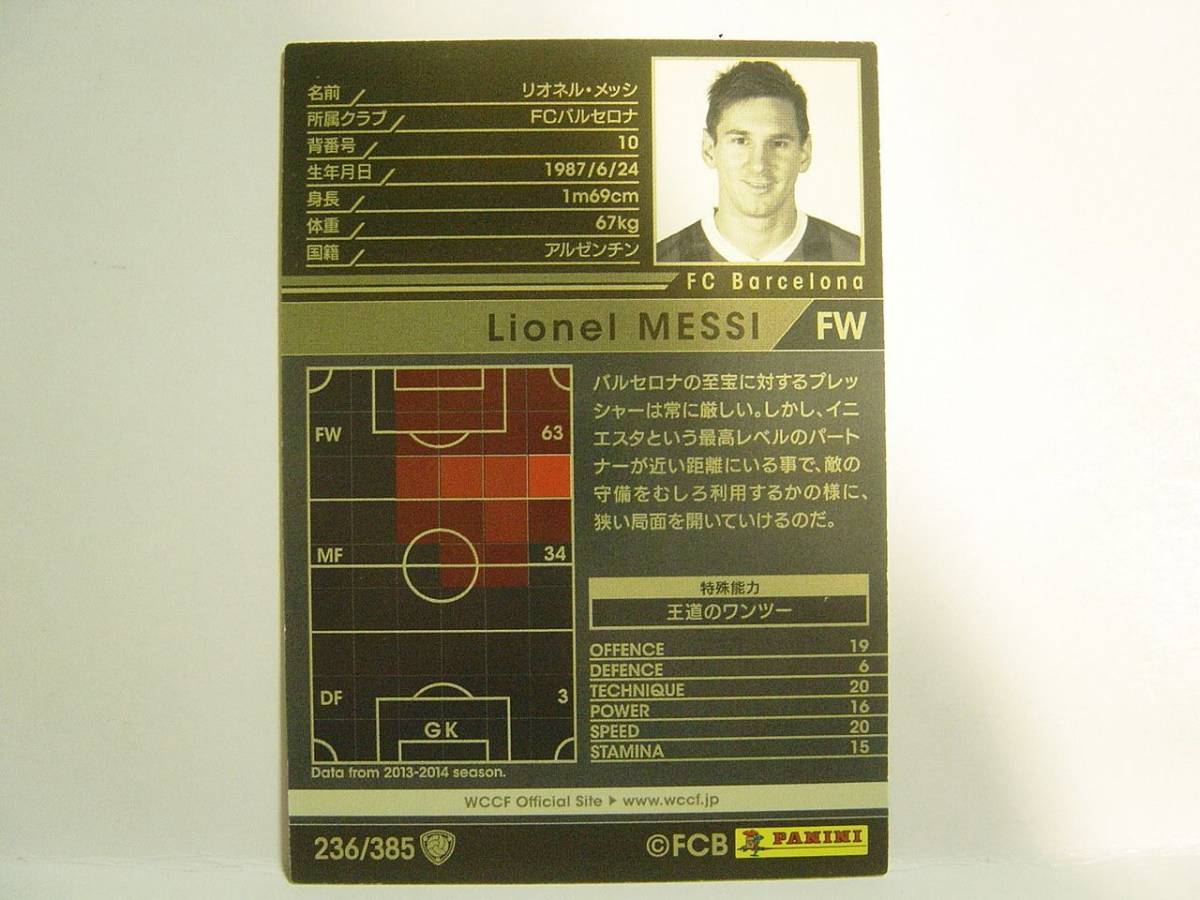 名前 リオネル・メッシ
所属クラブ FCバルセロナ
背番号 10
生年月日 1987/6/24
身長 1m69cm
体重 67kg
国籍 アルゼンチン
FC Barcelona
Lionel MESSI FW
FW 63
MF 34
DF 3
GK
Data from 2013-2014 season.
バルセロナの至宝に対するプレッ
シャーは常に厳しい。しかし、イニ
エスタという最高レベルのパート
ナーが近い距離にいる事で、敵の
守備をむしろ利用するかの様に、
狭い局面を開いていけるのだ。
特殊能力
王道のワンツー
OFFENCE 19
DEFENCE 6
TECHNIQUE 20
POWER 16
SPEED 20
STAMINA 15
WCCF Official Site ▶ www.wccf.jp
236/385 ©FCB PANINI